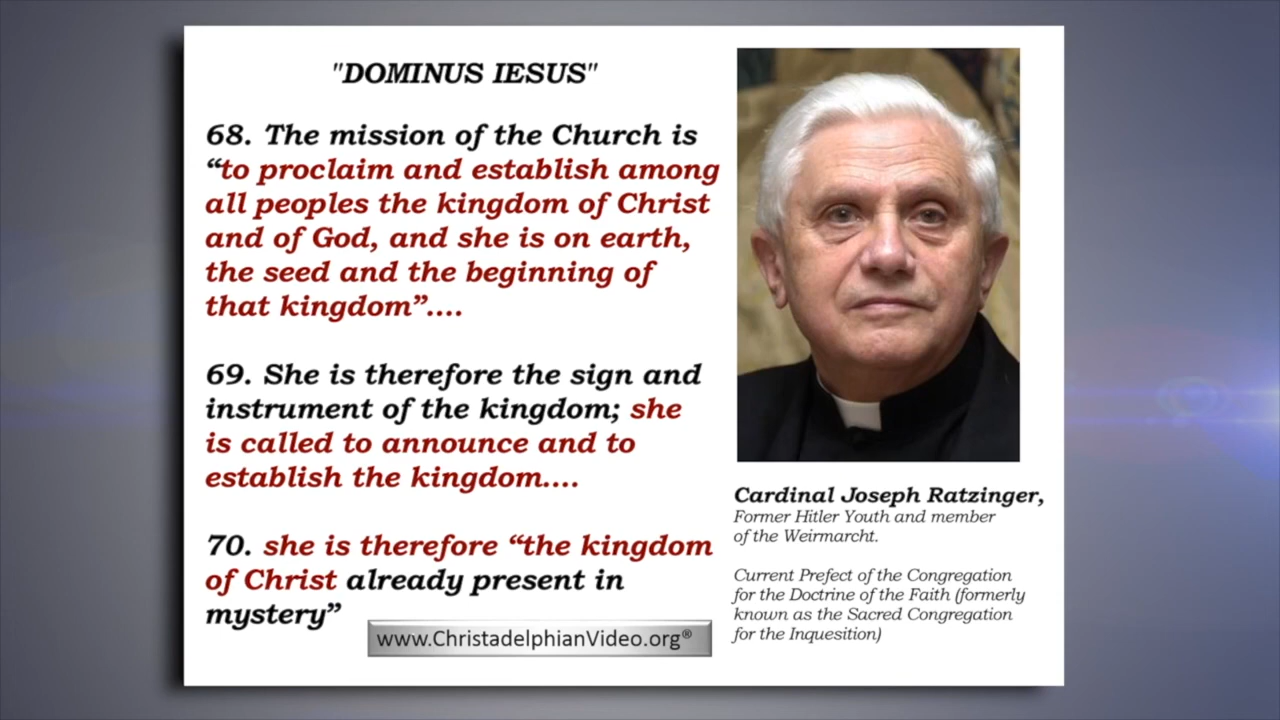 "DOMINUS IESUS"
68. The mission of the Church is
“to proclaim and establish among
all peoples the kingdom of Christ
and of God, and she is on earth,
the seed and the beginning of
that kingdom”....
69. She is therefore the sign and
instrument of the kingdom; she
is called to announce and to
establish the kingdom....
70. she is therefore “the kingdom
of Christ already present in
mystery”
www.ChristadelphianVideo.org®
Cardinal Joseph Ratzinger,
Former Hitler Youth and member
of the Weirmarcht.
Current Prefect of the Congregation
for the Doctrine of the Faith (formerly
known as the Sacred Congregation
for the Inquesition)